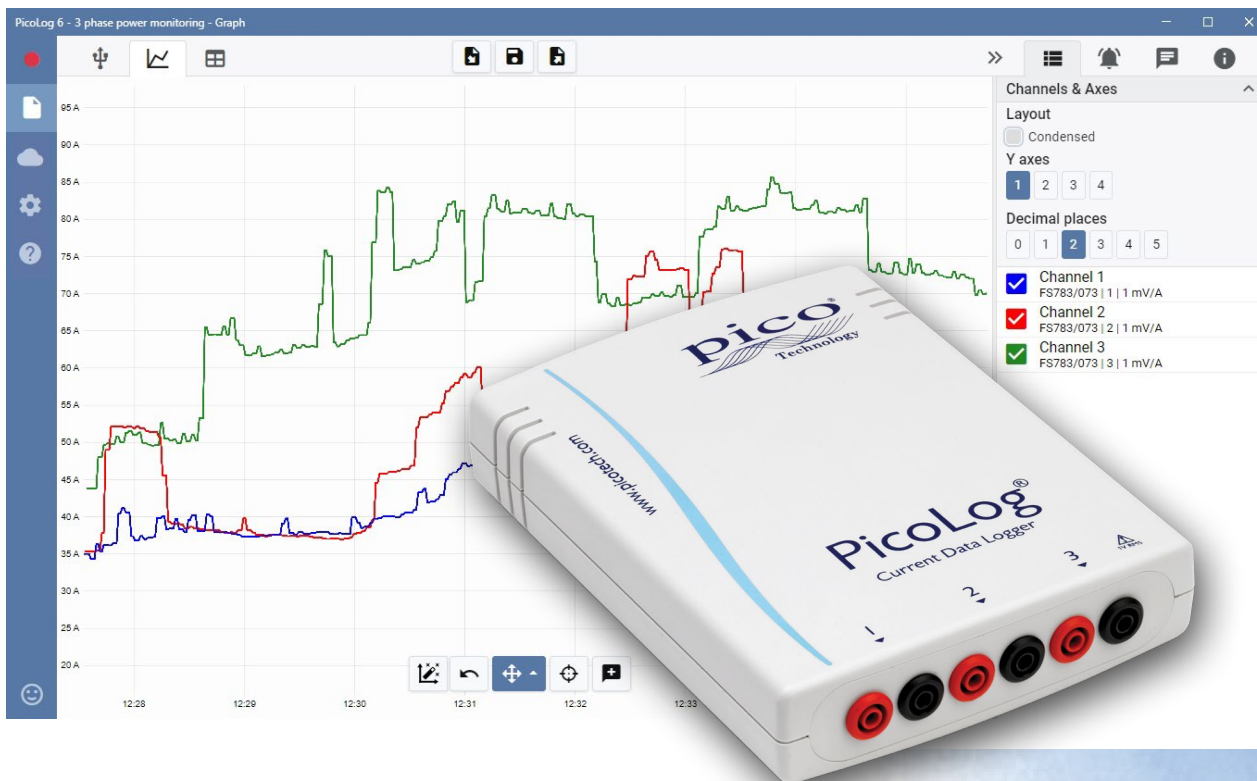 PicoLog 6 - 3 phase power monitoring - Graph
Channels & Axes
Layout
Condensed
Y axes
1 2 3 4
Decimal places
0 1 2 3 4 5
Channel 1
FS783/073 | 1 | 1 mV/A
Channel 2
FS783/073 | 2 | 1 mV/A
Channel 3
FS783/073 | 3 | 1 mV/A
95 A
90 A
85 A
80 A
75 A
70 A
65 A
60 A
55 A
50 A
45 A
40 A
35 A
30 A
25 A
20 A
12:28 12:29 12:30 12:31 12:32 12:33
pico®
Technology
www.picotech.com
PicoLog®
Current Data Logger
1 2 3
1V RMS